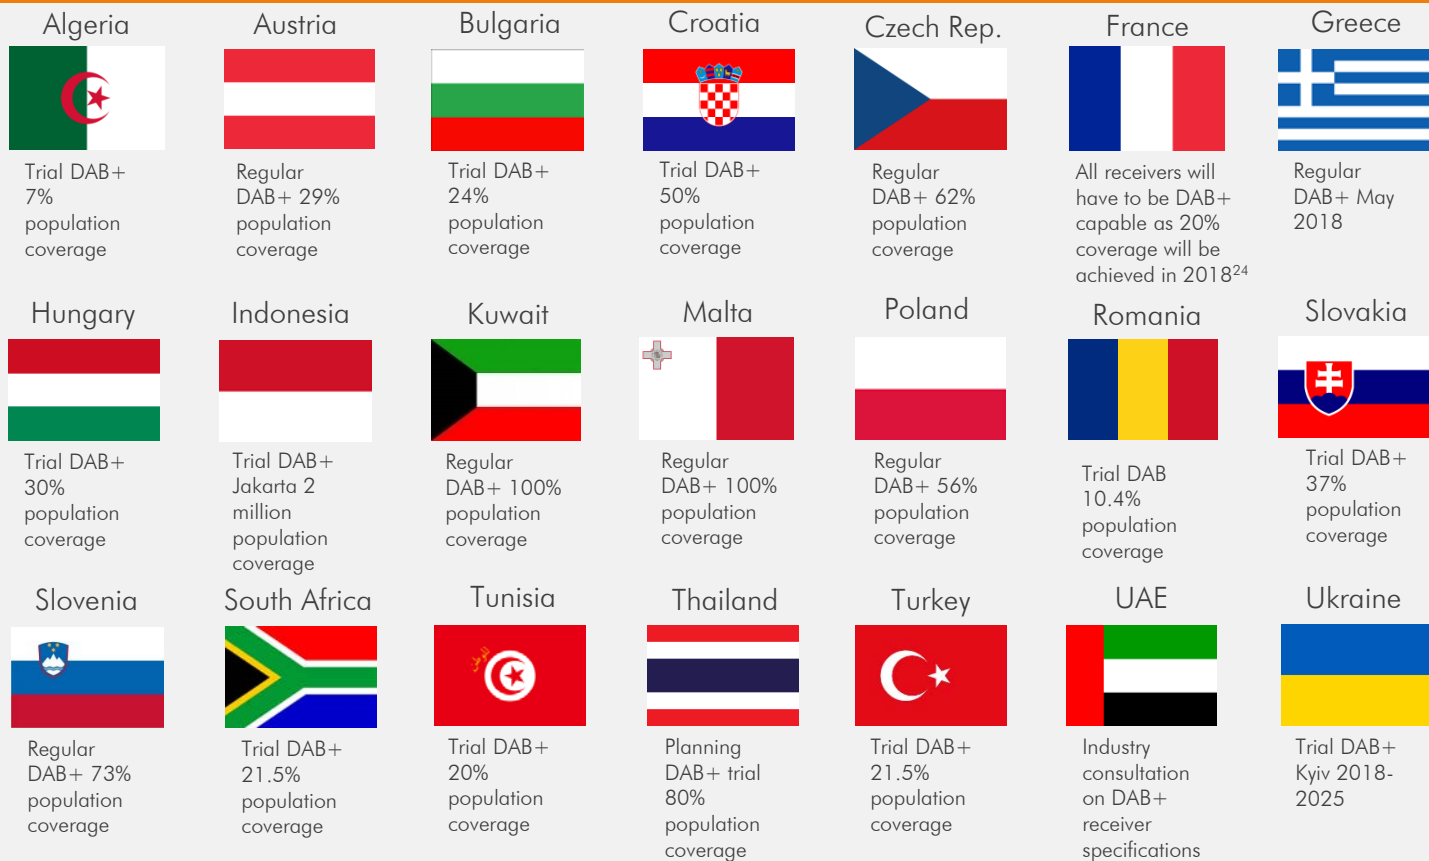 Algeria
Trial DAB+
7%
population
coverage
Austria
Regular
DAB+ 29%
population
coverage
Bulgaria
Trial DAB+
24%
population
coverage
Croatia
Trial DAB+
50%
population
coverage
Czech Rep.
Regular
DAB+ 62%
population
coverage
France
All receivers will
have to be DAB+
capable as 20%
coverage will be
achieved in 2018²⁴
Greece
Regular
DAB+ May
2018
Hungary
Trial DAB+
30%
population
coverage
Indonesia
Trial DAB+
Jakarta 2
million
population
coverage
Kuwait
Regular
DAB+ 100%
population
coverage
Malta
Regular
DAB+ 100%
population
coverage
Poland
Regular
DAB+ 56%
population
coverage
Romania
Trial DAB
10.4%
population
coverage
Slovakia
Trial DAB+
37%
population
coverage
Slovenia
Regular
DAB+ 73%
population
coverage
South Africa
Trial DAB+
21.5%
population
coverage
Tunisia
Trial DAB+
20%
population
coverage
Thailand
Planning
DAB+ trial
80%
population
coverage
Turkey
Trial DAB+
21.5%
population
coverage
UAE
Industry
consultation
on DAB+
receiver
specifications
Ukraine
Trial DAB+
Kyiv 2018-
2025